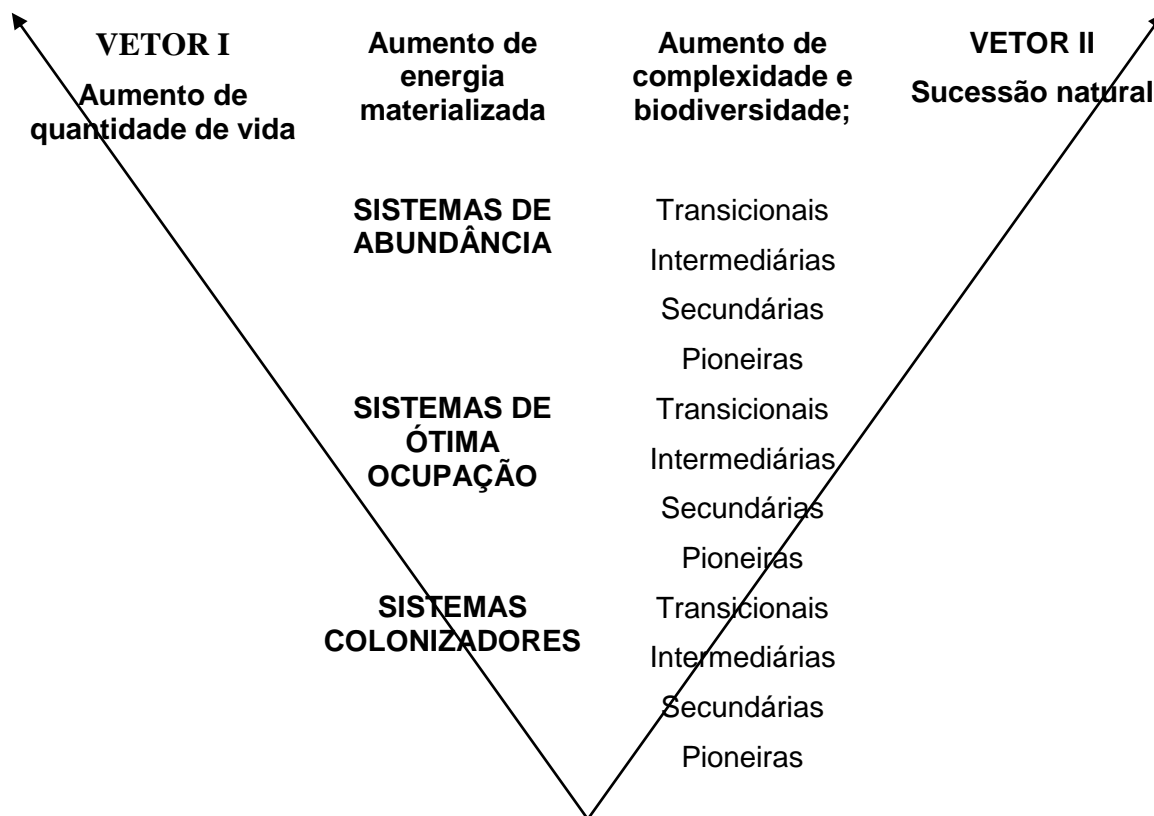 VETOR I
Aumento de
quantidade de vida
Aumento de
energia
materializada
Aumento de
complexidade e
biodiversidade;
VETOR II
Sucessão natural
SISTEMAS DE
ABUNDÂNCIA
Transicionais
Intermediárias
Secundárias
Pioneiras
SISTEMAS DE
ÓTIMA
OCUPAÇÃO
Transicionais
Intermediárias
Secundárias
Pioneiras
SISTEMAS
COLONIZADORES
Transicionais
Intermediárias
Secundárias
Pioneiras